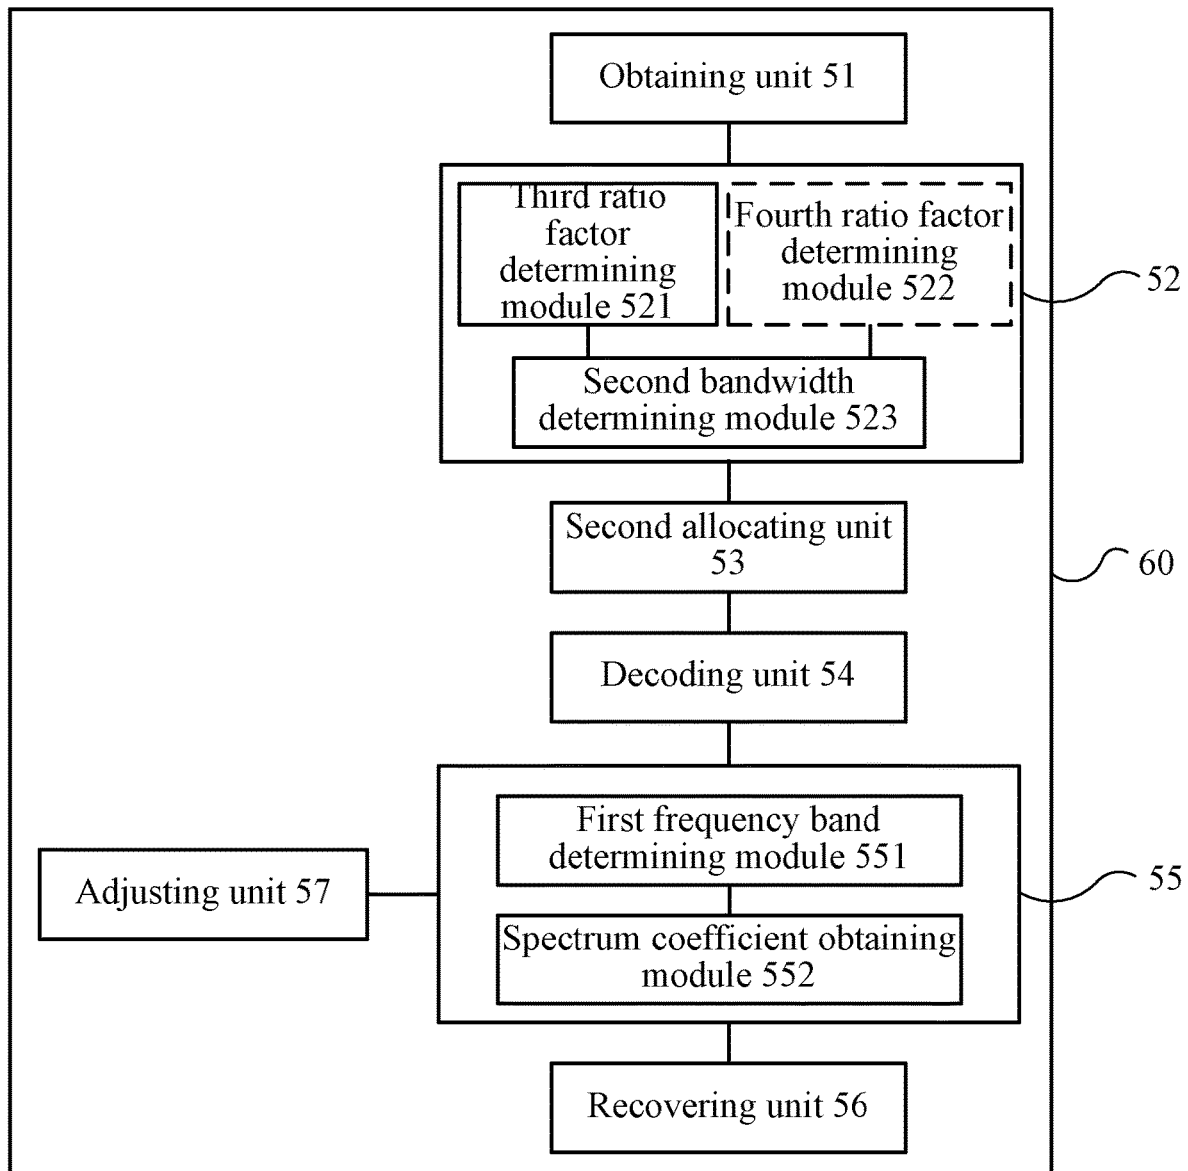 Obtaining unit 51
Third ratio
factor
determining
module 521
Fourth ratio factor
determining
module 522
52
Second bandwidth
determining module 523
Second allocating unit
53
60
Decoding unit 54
First frequency band
determining module 551
55
Adjusting unit 57
Spectrum coefficient obtaining
module 552
Recovering unit 56